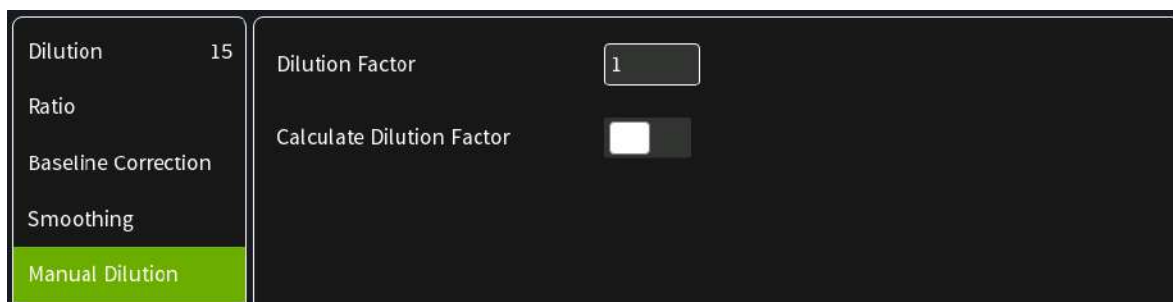 Dilution 15
Ratio
Baseline Correction
Smoothing
Manual Dilution
Dilution Factor 1
Calculate Dilution Factor